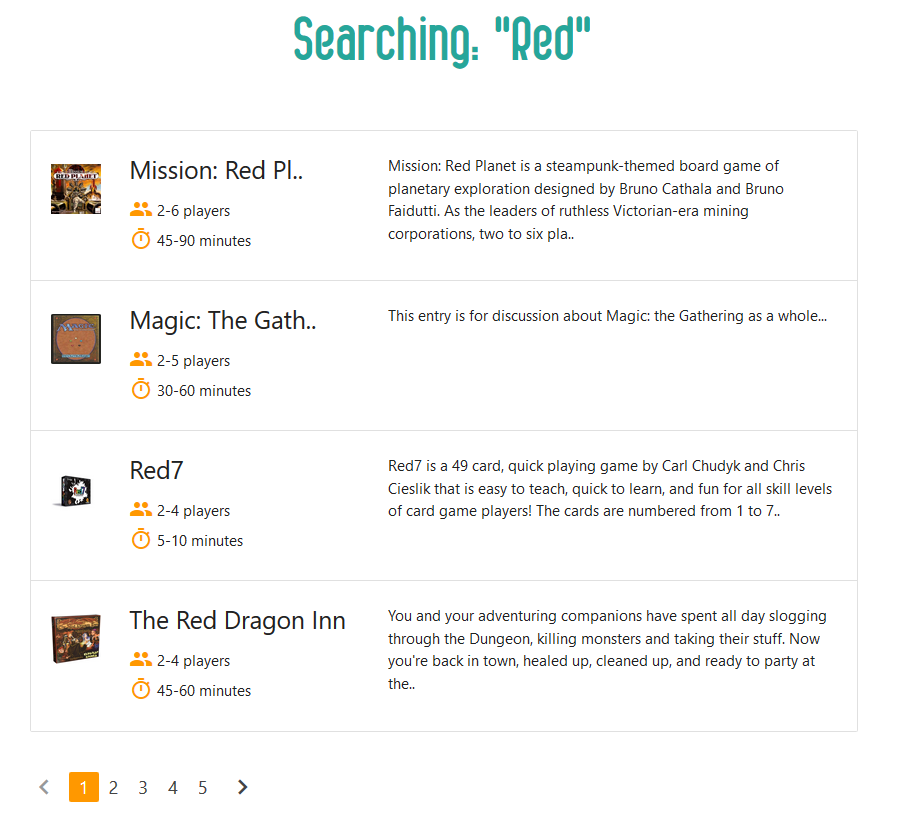 Searching: "Red"
RED PLANET
Mission: Red Pl..
2-6 players
45-90 minutes
Mission: Red Planet is a steampunk-themed board game of
planetary exploration designed by Bruno Cathala and Bruno
Faidutti. As the leaders of ruthless Victorian-era mining
corporations, two to six pla..
Magic: The Gath..
2-5 players
30-60 minutes
This entry is for discussion about Magic: the Gathering as a whole...
Red7
2-4 players
5-10 minutes
Red7 is a 49 card, quick playing game by Carl Chudyk and Chris
Cieslik that is easy to teach, quick to learn, and fun for all skill levels
of card game players! The cards are numbered from 1 to 7..
The Red Dragon Inn
2-4 players
45-60 minutes
You and your adventuring companions have spent all day slogging
through the Dungeon, killing monsters and taking their stuff. Now
you're back in town, healed up, cleaned up, and ready to party at
the..
1 2 3 4 5